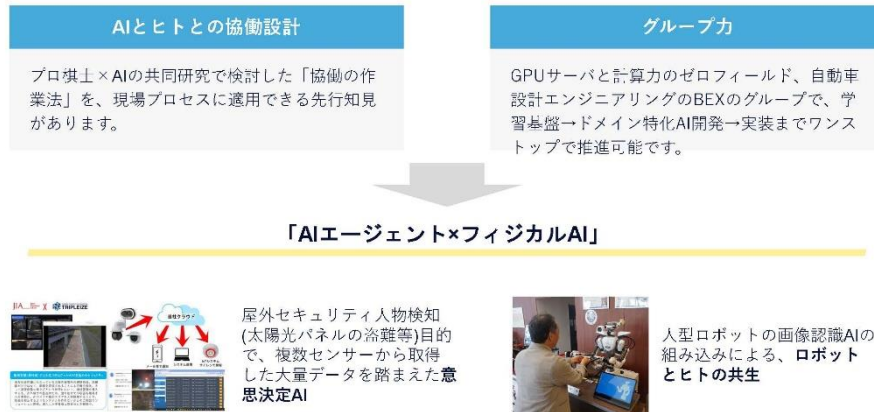 AIとヒトとの協働設計
プロ棋士×AIの共同研究で検討した「協働の作
業法」を、現場プロセスに適用できる先行知見
があります。
グループ力
GPUサーバと計算力のゼロフィールド、自動車
設計エンジニアリングのBEXのグループで、学
習基盤→ドメイン特化AI開発→実装までワンス
トップで推進可能です。
「AIエージェント×フィジカルAI」
JIA
TRIPLEIZE
屋外セキュリティ人物検知
(太陽光パネルの盗難等)目的
で、複数センサーから取得
した大量データを踏まえた意
思決定AI
人型ロボットの画像認識AIの
組み込みによる、ロボット
とヒトの共生